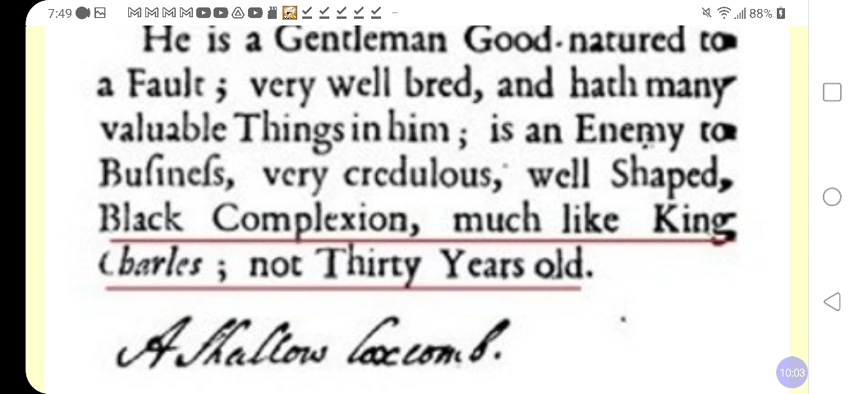 7:49
88%
He is a Gentleman Good-natured to
a Fault; very well bred, and hath many
valuable Things in him; is an Enemy to
Buſineſs, very credulous, well Shaped,
Black Complexion, much like King
Charles; not Thirty Years old.
A Shallow Coxcomb.
10:03